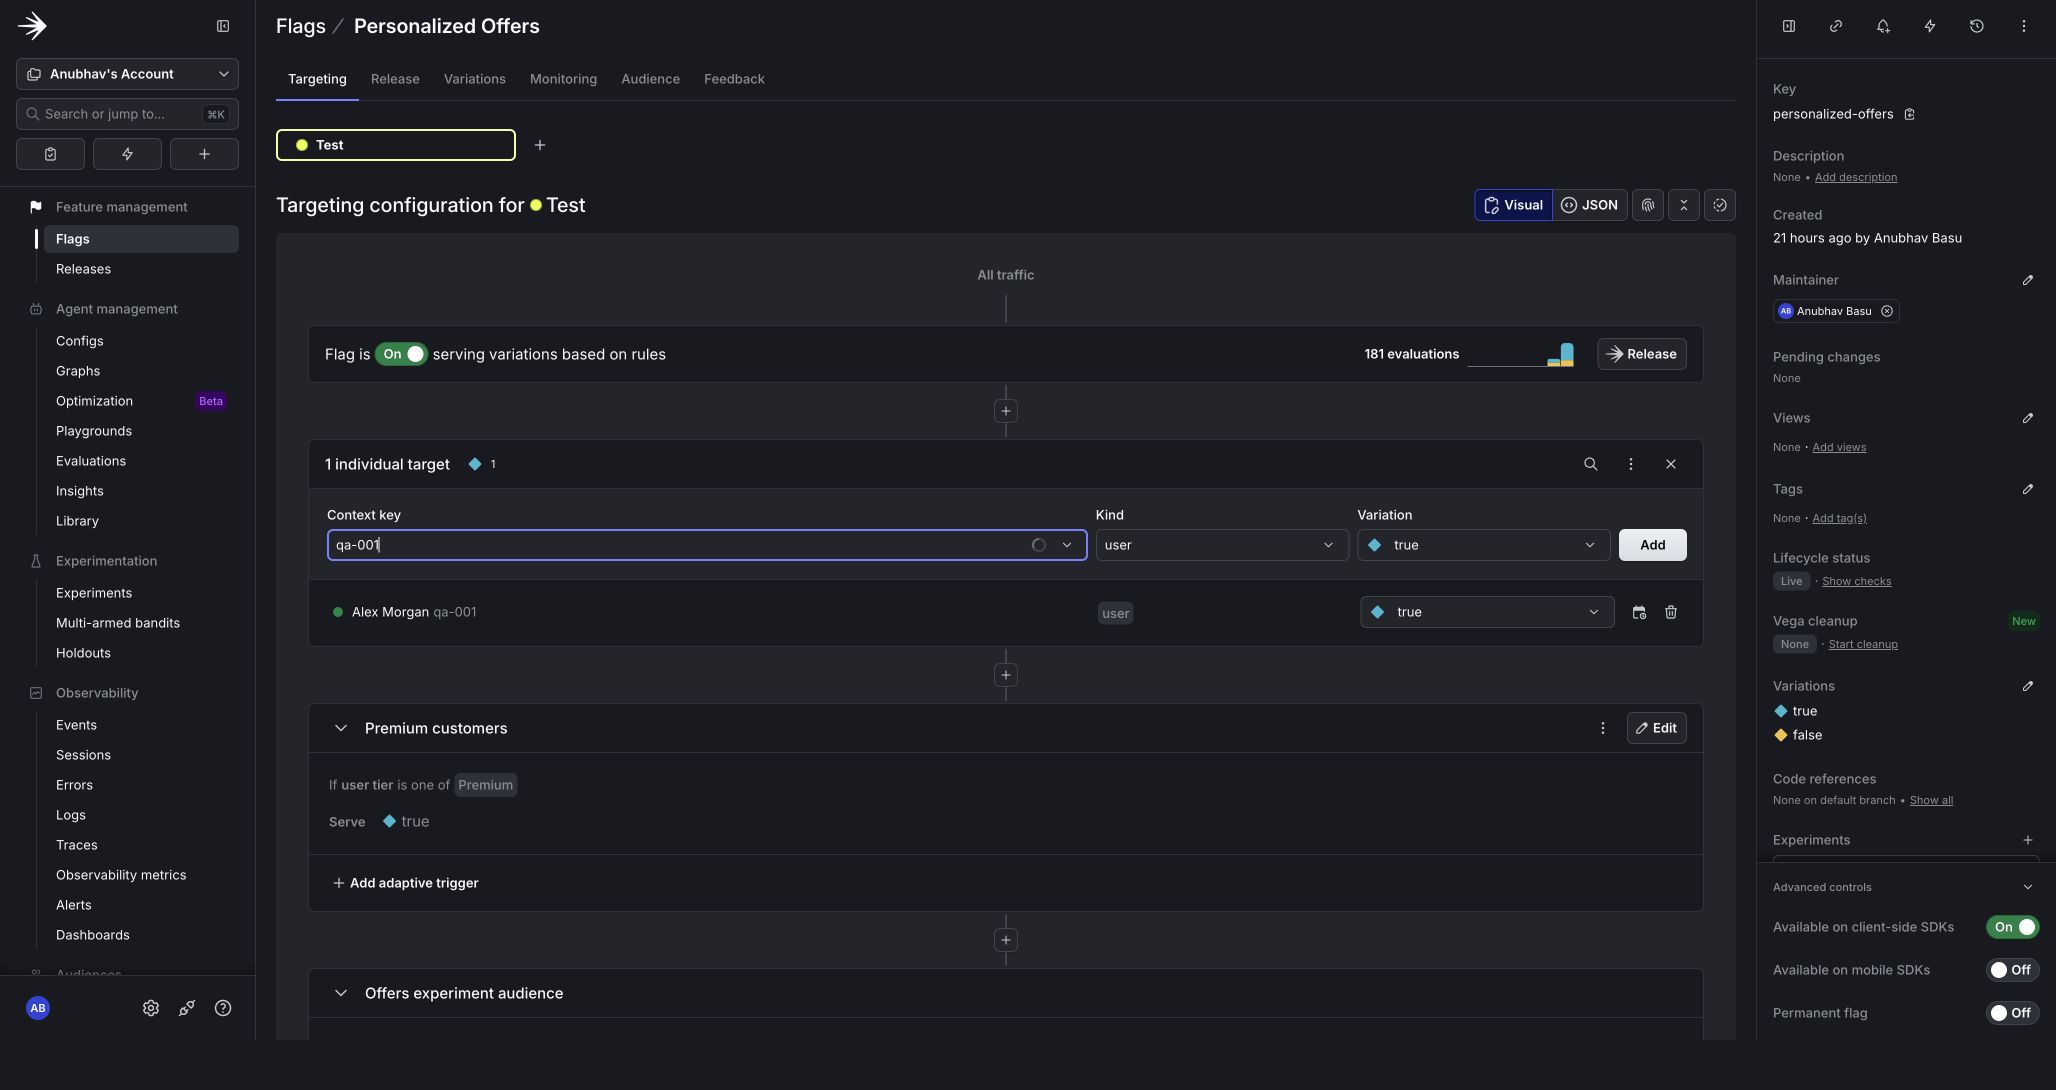 Anubhav's Account
Search or jump to... ⌘K
Feature management
Flags
Releases
Agent management
Configs
Graphs
Optimization Beta
Playgrounds
Evaluations
Insights
Library
Experimentation
Experiments
Multi-armed bandits
Holdouts
Observability
Events
Sessions
Errors
Logs
Traces
Observability metrics
Alerts
Dashboards
Audiences
AB
Flags / Personalized Offers
Targeting Release Variations Monitoring Audience Feedback
Test
Targeting configuration for Test
Visual JSON
All traffic
Flag is On serving variations based on rules
181 evaluations
Release
1 individual target 1
Context key Kind Variation
qa-001 user true Add
Alex Morgan qa-001 user true
Premium customers
Edit
If user tier is one of Premium
Serve true
+ Add adaptive trigger
Offers experiment audience
Key
personalized-offers
Description
None • Add description
Created
21 hours ago by Anubhav Basu
Maintainer
AB Anubhav Basu
Pending changes
None
Views
None · Add views
Tags
None · Add tag(s)
Lifecycle status
Live · Show checks
Vega cleanup New
None · Start cleanup
Variations
true
false
Code references
None on default branch • Show all
Experiments
Advanced controls
Available on client-side SDKs On
Available on mobile SDKs Off
Permanent flag Off